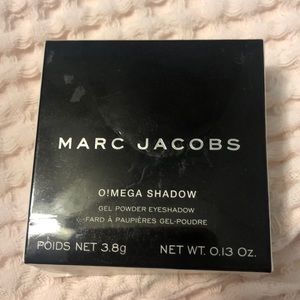 MARC JACOBS
O!MEGA SHADOW
GEL POWDER EYESHADOW
FARD À PAUPIÈRES GEL-POUDRE
POIDS NET 3.8g NET WT. 0.13 Oz.